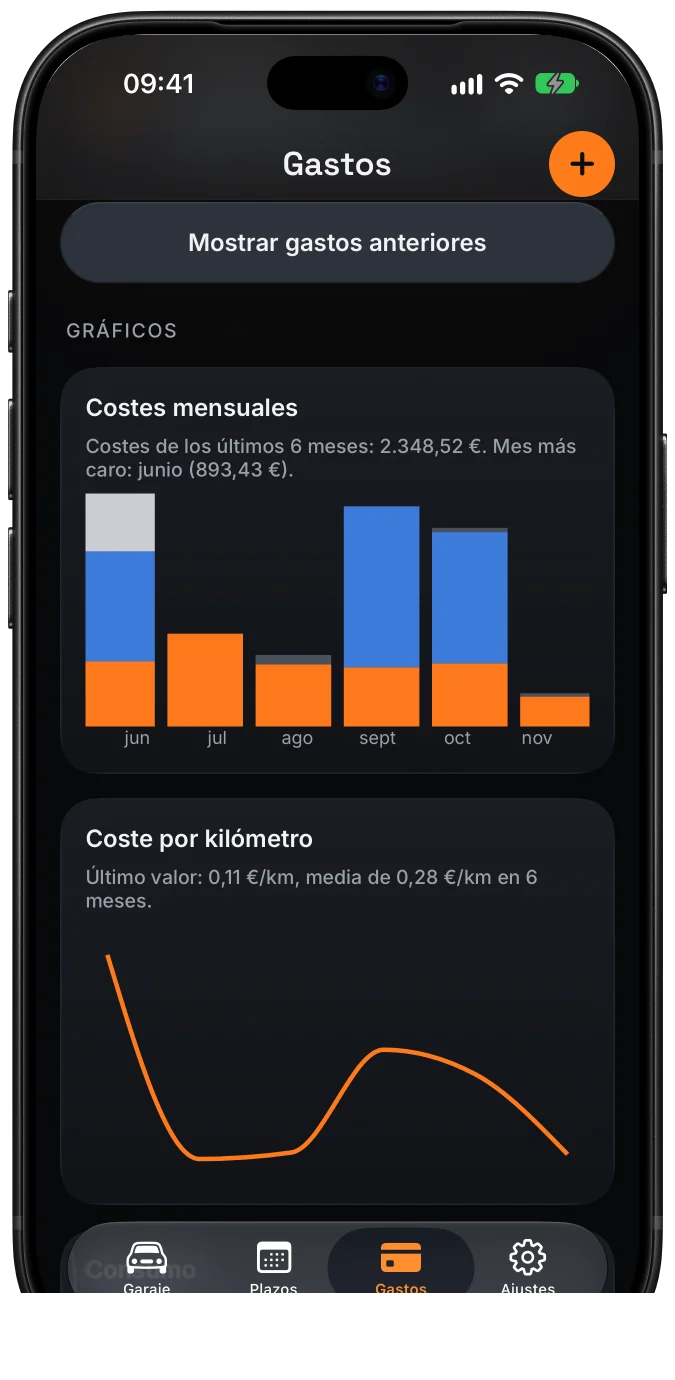 09:41
Gastos
Mostrar gastos anteriores
GRÁFICOS
Costes mensuales
Costes de los últimos 6 meses: 2.348,52 €. Mes más
caro: junio (893,43 €).
jun jul ago sept oct nov
Coste por kilómetro
Último valor: 0,11 €/km, media de 0,28 €/km en 6
meses.
Consumo
Garaje Plazos Gastos Ajustes